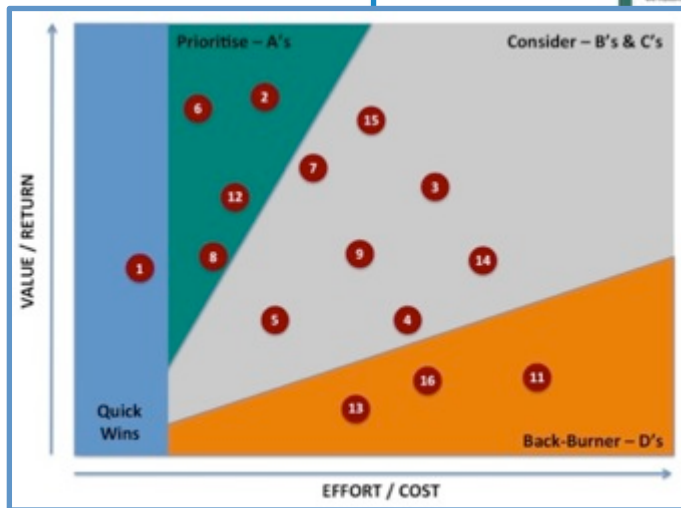 Prioritise – A's
Consider – B's & C's
2
6
15
7
3
12
8
9
14
1
5
4
16
11
13
Quick
Wins
Back-Burner – D's
VALUE / RETURN
EFFORT / COST